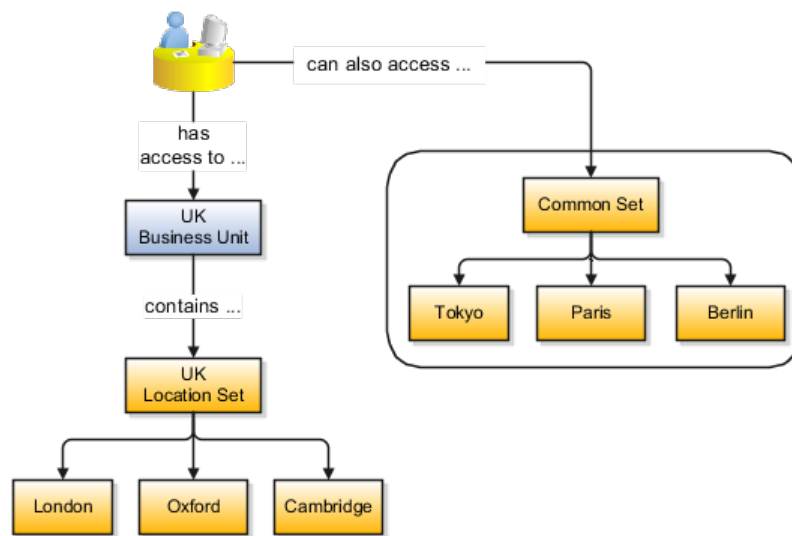 can also access ...
has
access to ...
UK
Business Unit
Common Set
Tokyo
Paris
Berlin
contains ...
UK
Location Set
London
Oxford
Cambridge